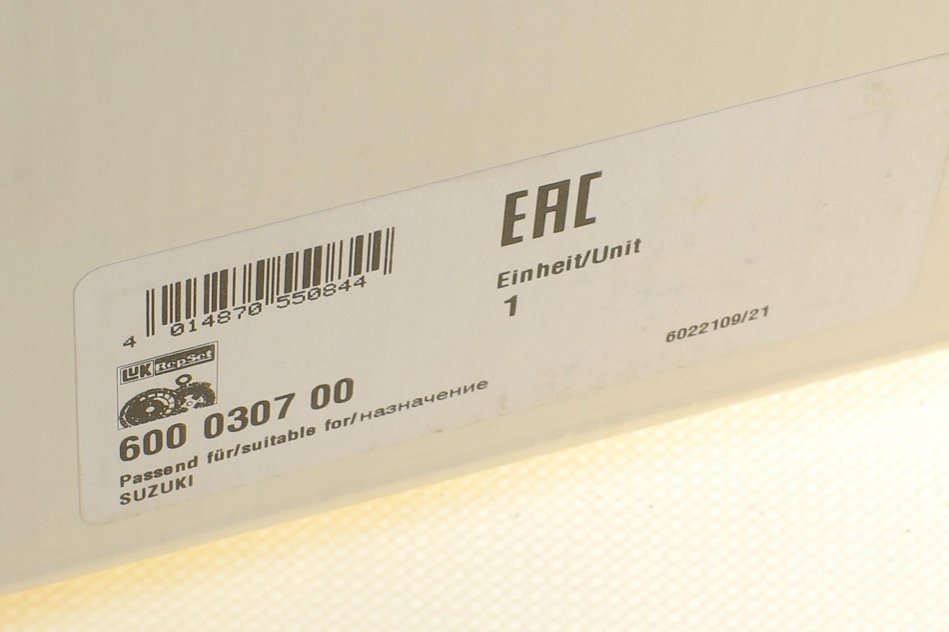 EAC
Einheit/Unit
1
4 014870 550844
LUK RepSet
6022109/21
600 0307 00
Passend für/suitable for/назначение
SUZUKI